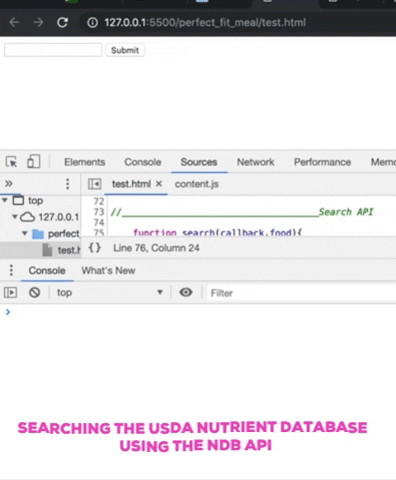 127.0.0.1:5500/perfect_fit_meal/test.html
Submit
Elements Console Sources Network Performance Memo
» test.html × content.js
top
127.0.0.1
perfect
test.h
72
73 //_________________________________Search API
74
75 function search(callback,food){
{} Line 76, Column 24
Console What's New
top Filter
>
SEARCHING THE USDA NUTRIENT DATABASE
USING THE NDB API